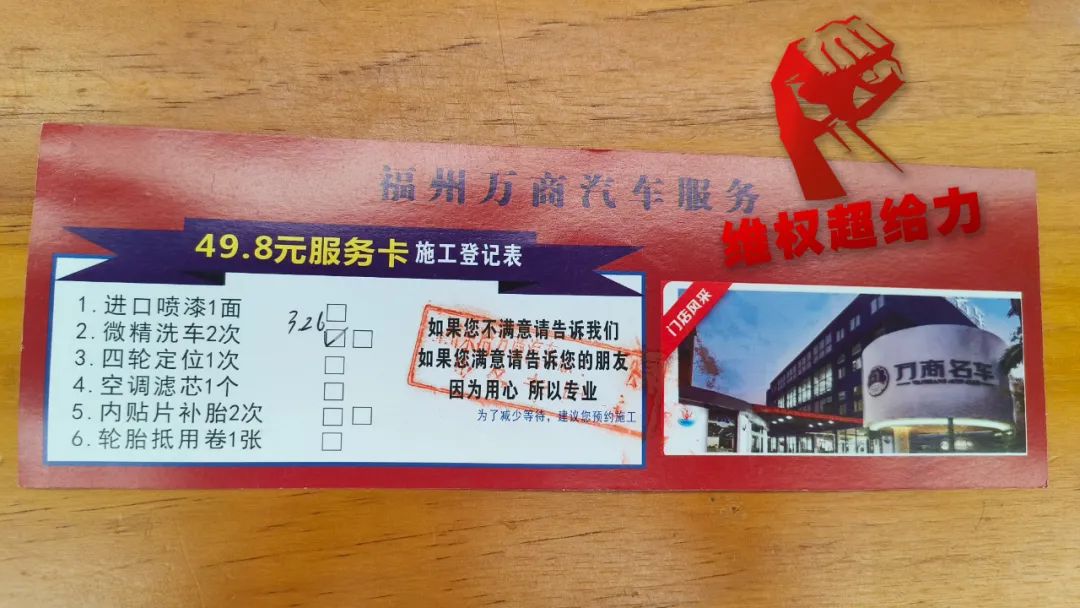 维权超给力
福州万商汽车服务
49.8元服务卡 施工登记表
1.进口喷漆1面
2.微精洗车2次
3.四轮定位1次
4.空调滤芯1个
5.内贴片补胎2次
6.轮胎抵用卷1张
326
如果您不满意请告诉我们
如果您满意请告诉您的朋友
因为用心 所以专业
为了减少等待，建议您预约施工
门店风采
万商名车